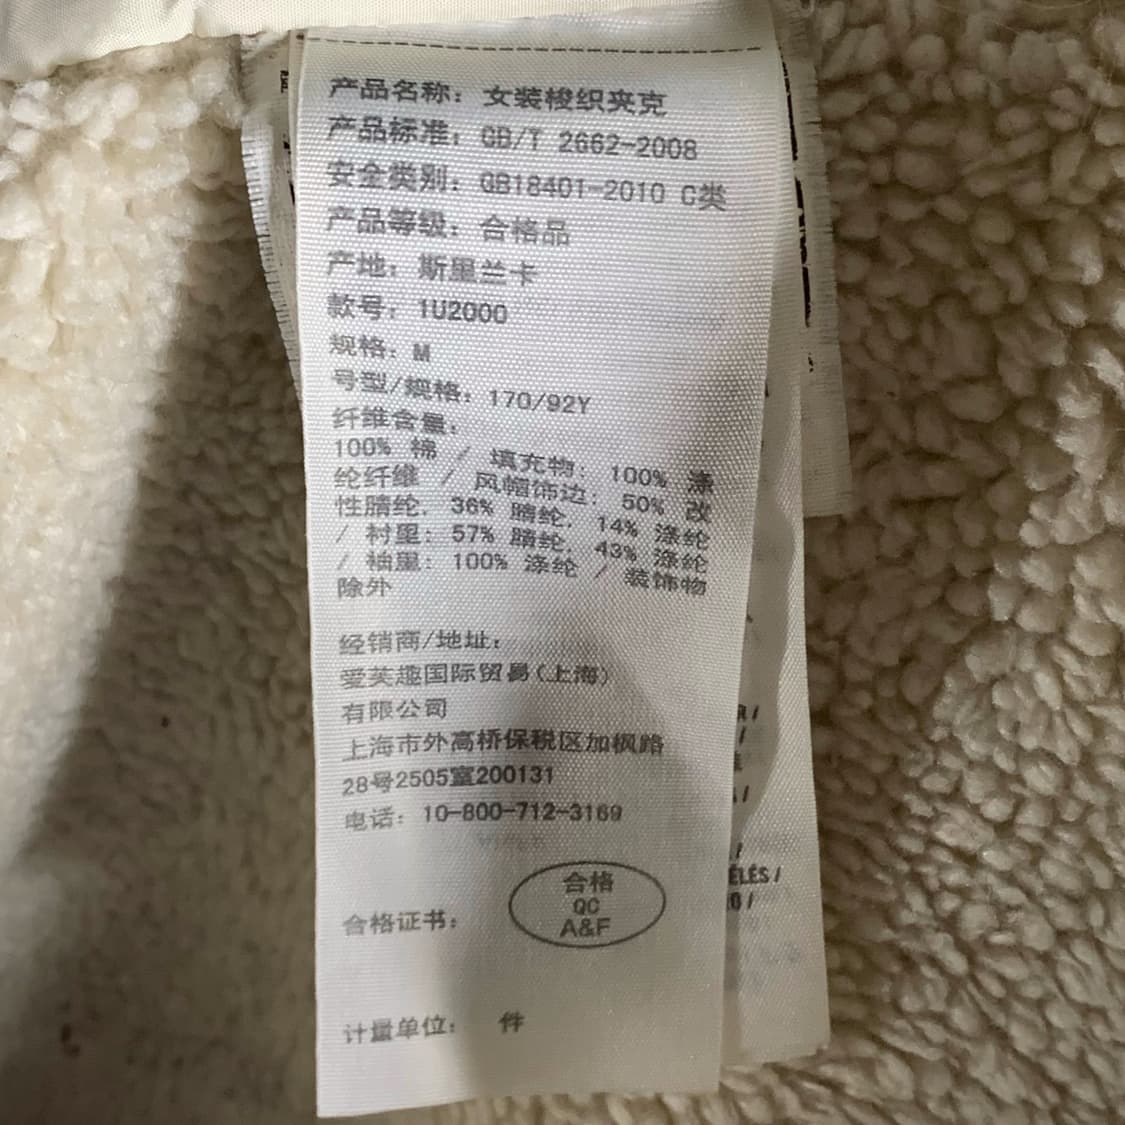 产品名称：女装梭织夹克
产品标准：GB/T 2662-2008
安全类别：GB18401-2010 C类
产品等级：合格品
产地：斯里兰卡
款号：1U2000
规格：M
号型/规格：170/92Y
纤维含量：
100% 棉 / 填充物：100% 涤
纶纤维 / 风帽饰边：50% 改
性腈纶，36% 腈纶，14% 涤纶
/ 衬里：57% 腈纶，43% 涤纶
/ 袖里：100% 涤纶 / 装饰物
除外
经销商/地址：
爱芙趣国际贸易(上海)
有限公司
上海市外高桥保税区加枫路
28号2505室200131
电话：10-800-712-3169
合格证书：
合格
QC
A&F
计量单位： 件
ÉLÉS /